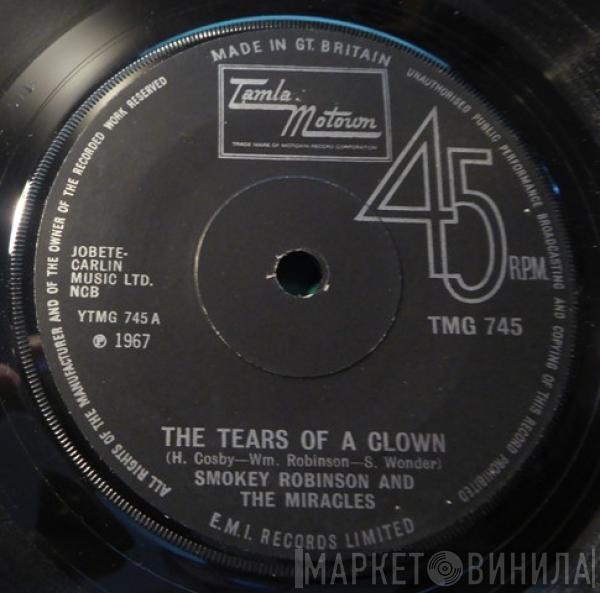 MADE IN GT. BRITAIN
UNAUTHORISED PUBLIC PERFORMANCE BROADCASTING AND COPYING OF THIS RECORD PROHIBITED
ALL RIGHTS OF THE MANUFACTURER AND OF THE OWNER OF THE RECORDED WORK RESERVED
Tamla
Motown
TRADE MARK OF MOTOWN RECORD CORPORATION
45
R.P.M.
JOBETE-
CARLIN
MUSIC LTD.
NCB
YTMG 745 A
℗ 1967
TMG 745
THE TEARS OF A CLOWN
(H. Cosby—Wm. Robinson—S. Wonder)
SMOKEY ROBINSON AND
THE MIRACLES
E.M.I. RECORDS LIMITED
МАРКЕТ ВИНИЛА